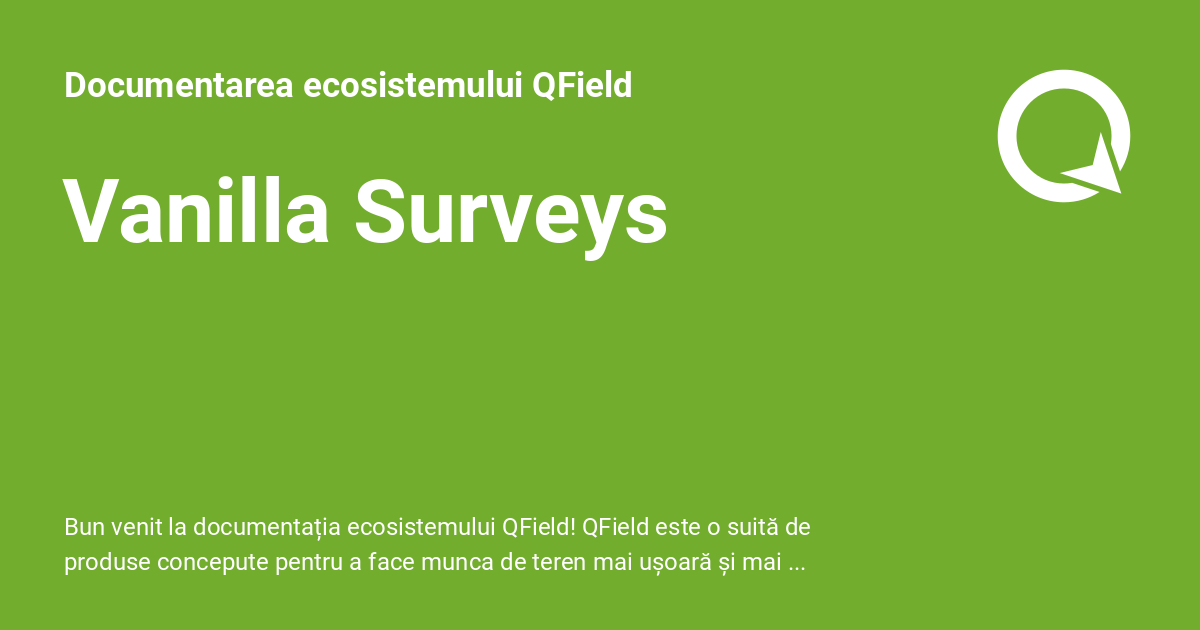 Documentarea ecosistemului QField
Vanilla Surveys
Bun venit la documentația ecosistemului QField! QField este o suită de
produse concepute pentru a face munca de teren mai ușoară și mai ...